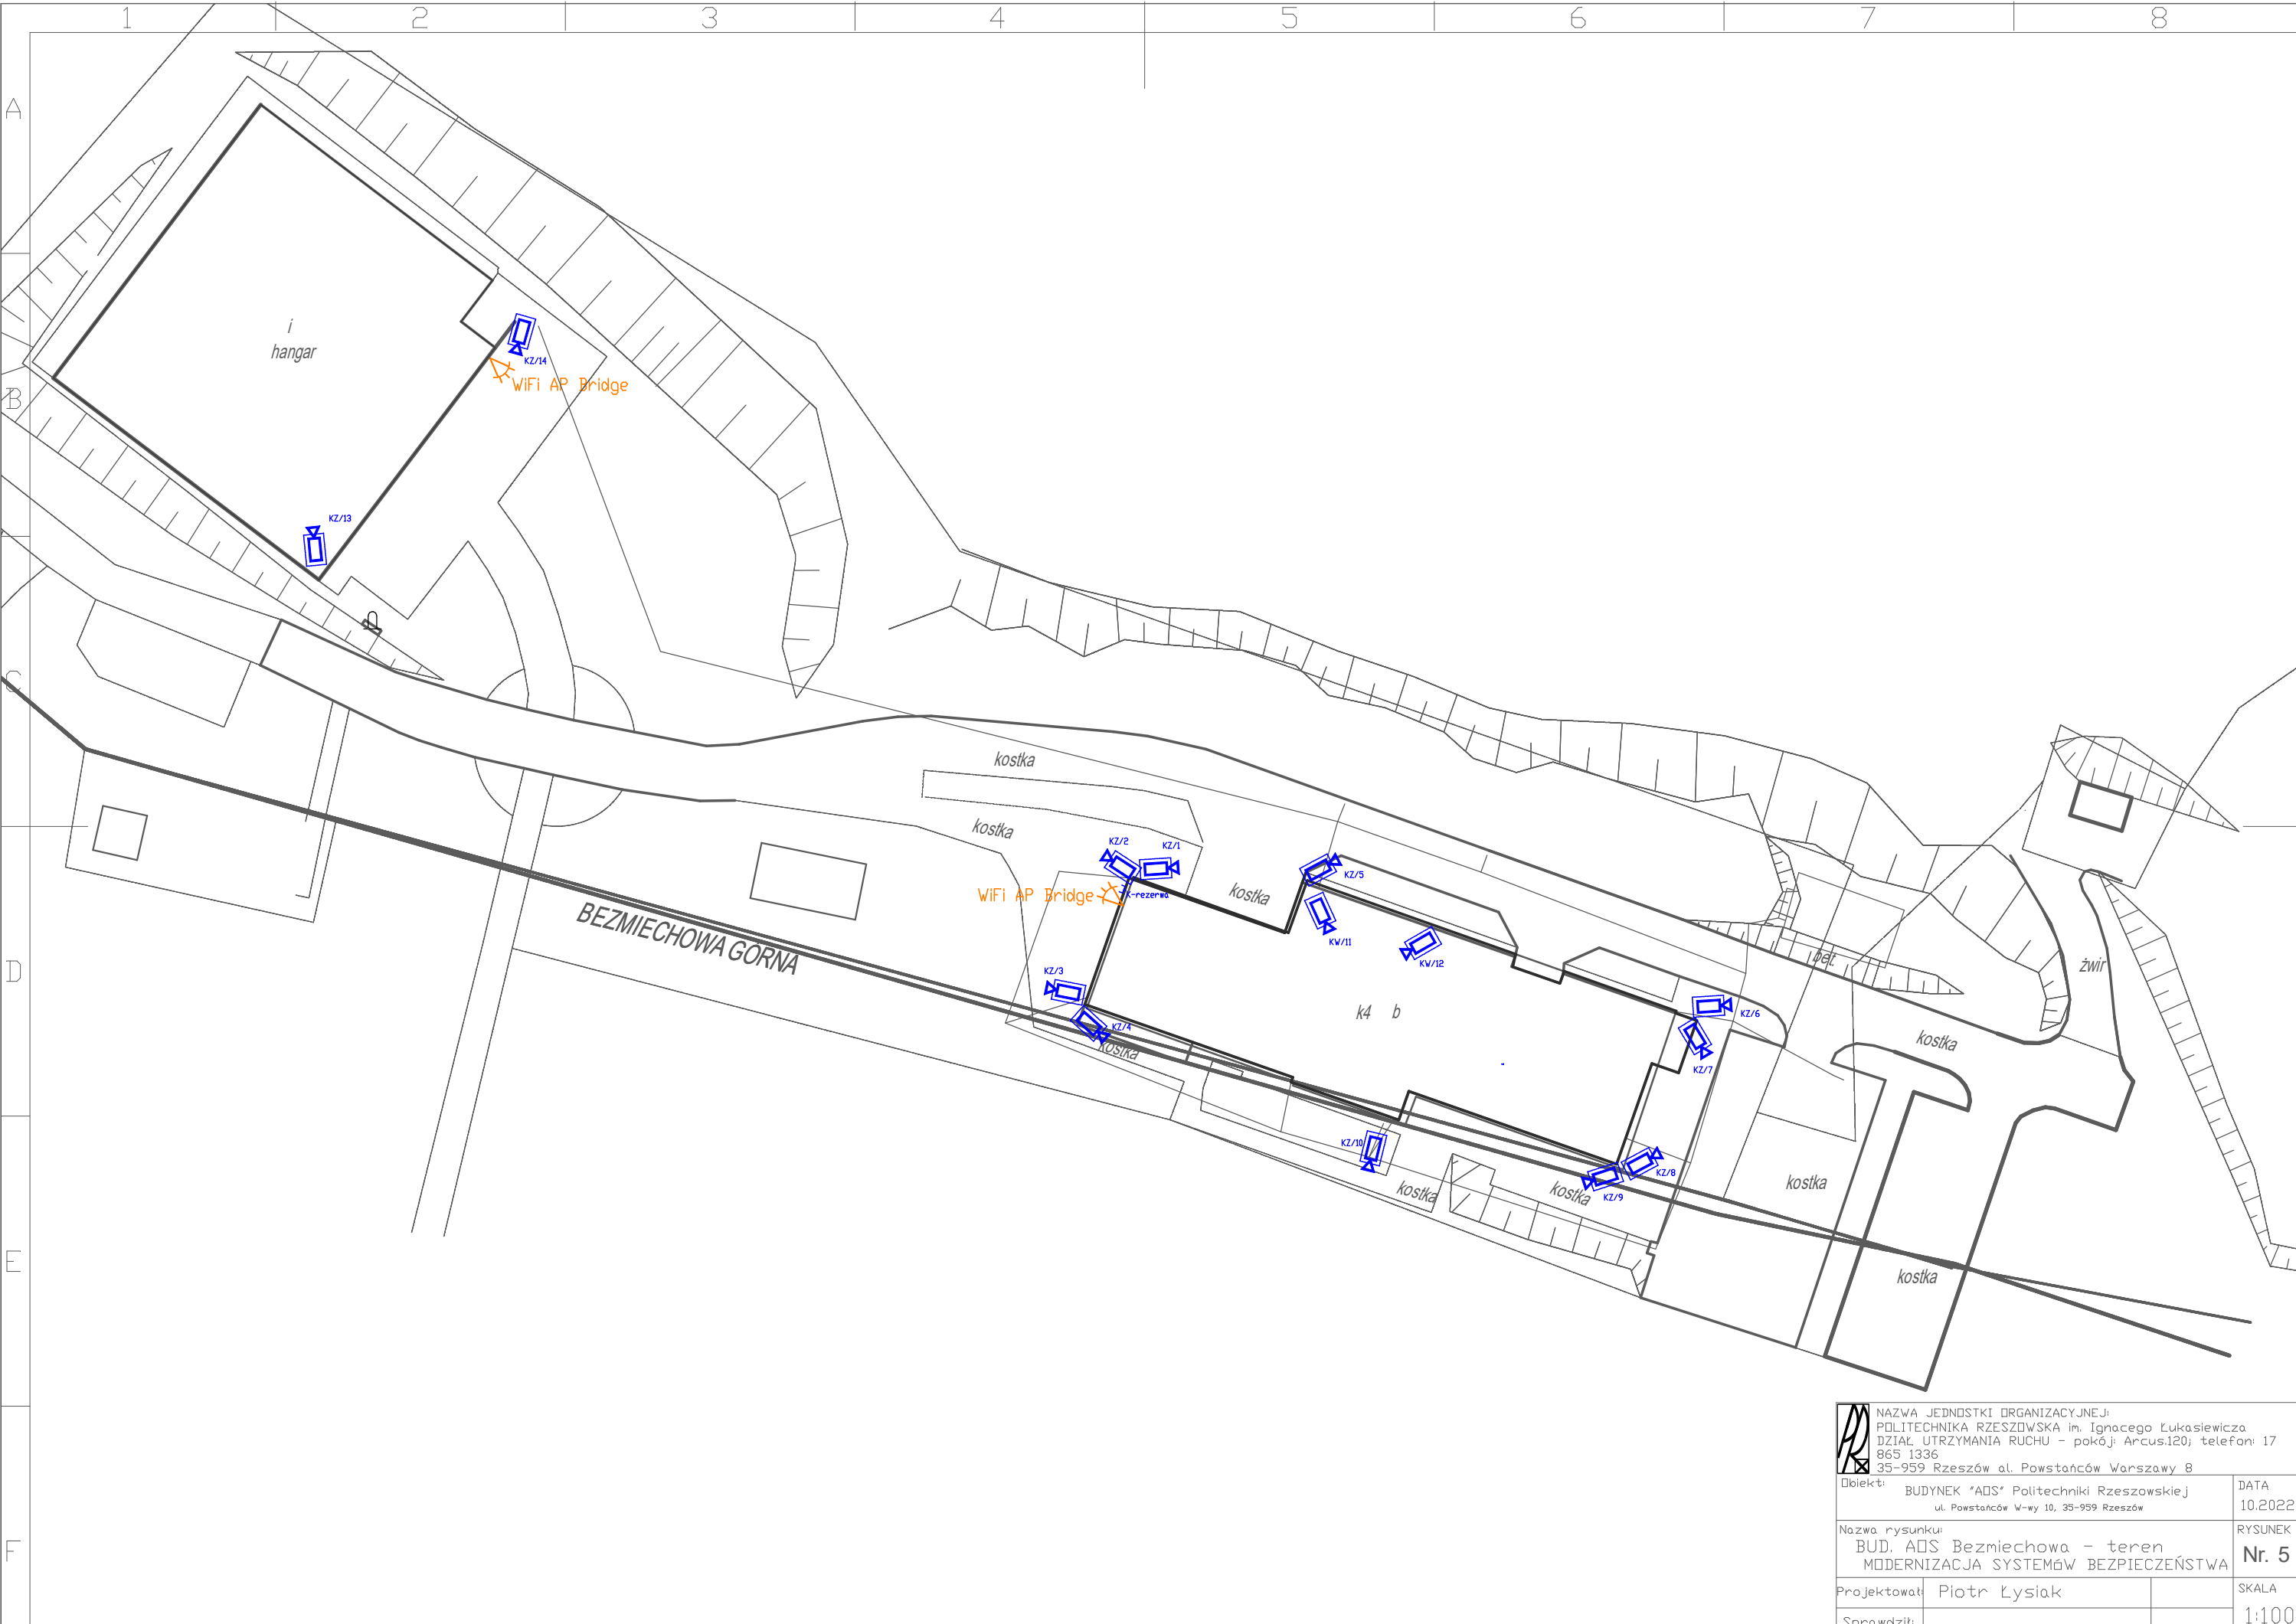 1 2 3 4 5 6 7 8
A
B
C
D
E
F
i
hangar
KZ/14
WiFi AP Bridge
KZ/13
kostka
kostka
KZ/2
KZ/1
WiFi AP Bridge
K-rezerwa
kostka
KZ/5
KW/11
KW/12
BEZMIECHOWA GÓRNA
KZ/3
KZ/4
kostka
k4 b
bet.
żwir
KZ/6
KZ/7
kostka
KZ/10
kostka
kostka
KZ/8
KZ/9
kostka
kostka
NAZWA JEDNOSTKI ORGANIZACYJNEJ:
POLITECHNIKA RZESZOWSKA im. Ignacego Łukasiewicza
DZIAŁ UTRZYMANIA RUCHU - pokój: Arcus.120; telefon: 17
865 1336
35-959 Rzeszów al. Powstańców Warszawy 8
Obiekt:
BUDYNEK "AOS" Politechniki Rzeszowskiej
ul. Powstańców W-wy 10, 35-959 Rzeszów
DATA
10.2022
Nazwa rysunku:
BUD. AOS Bezmiechowa - teren
MODERNIZACJA SYSTEMóW BEZPIECZEŃSTWA
RYSUNEK
Nr. 5
Projektował:
Piotr Łysiak
SKALA
1:100
Sprawdził: